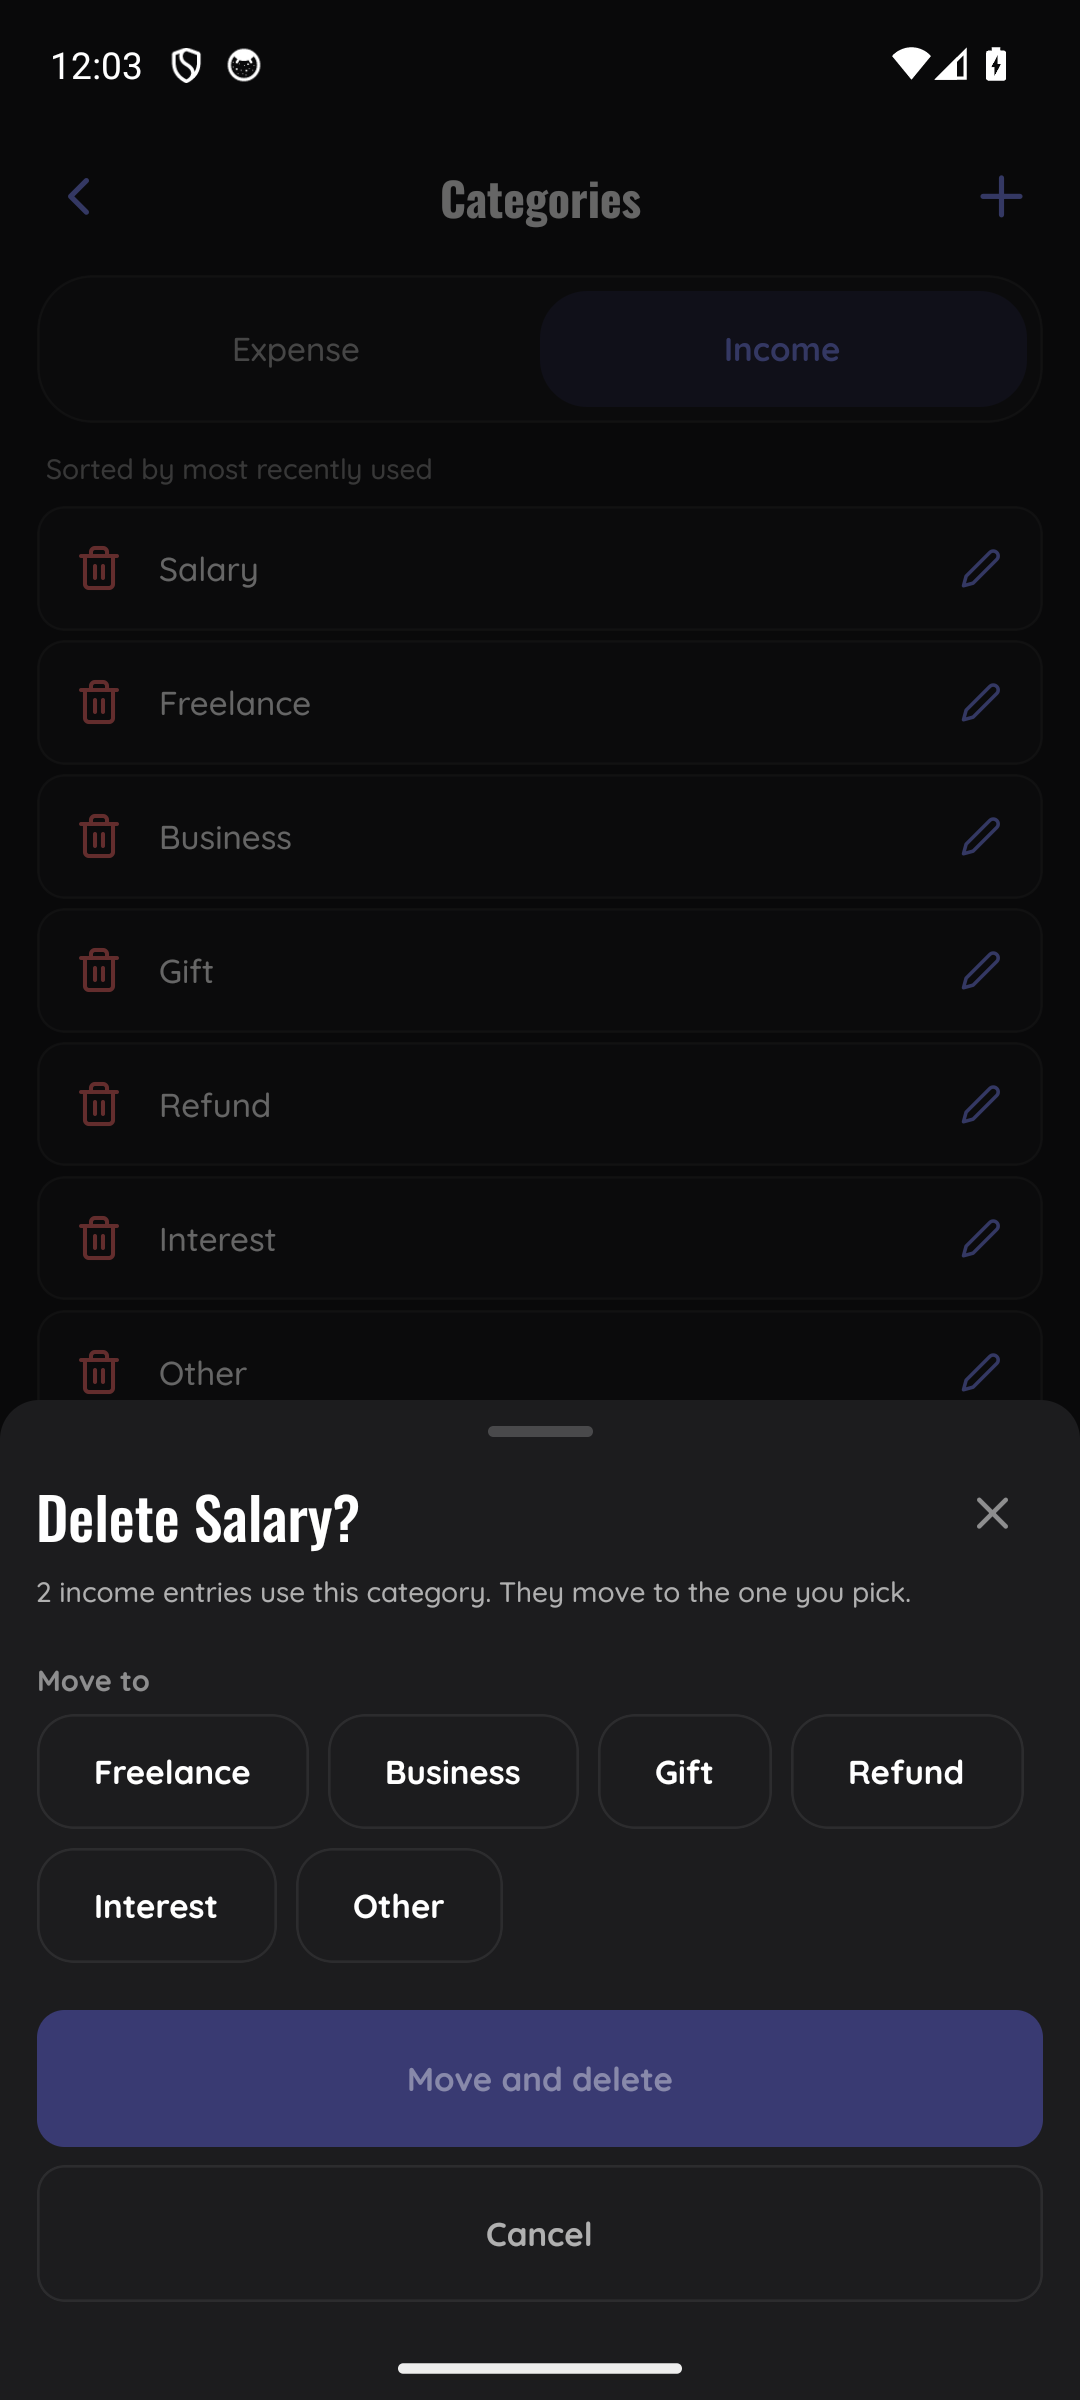 12:03
Categories
Expense
Income
Sorted by most recently used
Salary
Freelance
Business
Gift
Refund
Interest
Other
Delete Salary?
2 income entries use this category. They move to the one you pick.
Move to
Freelance
Business
Gift
Refund
Interest
Other
Move and delete
Cancel